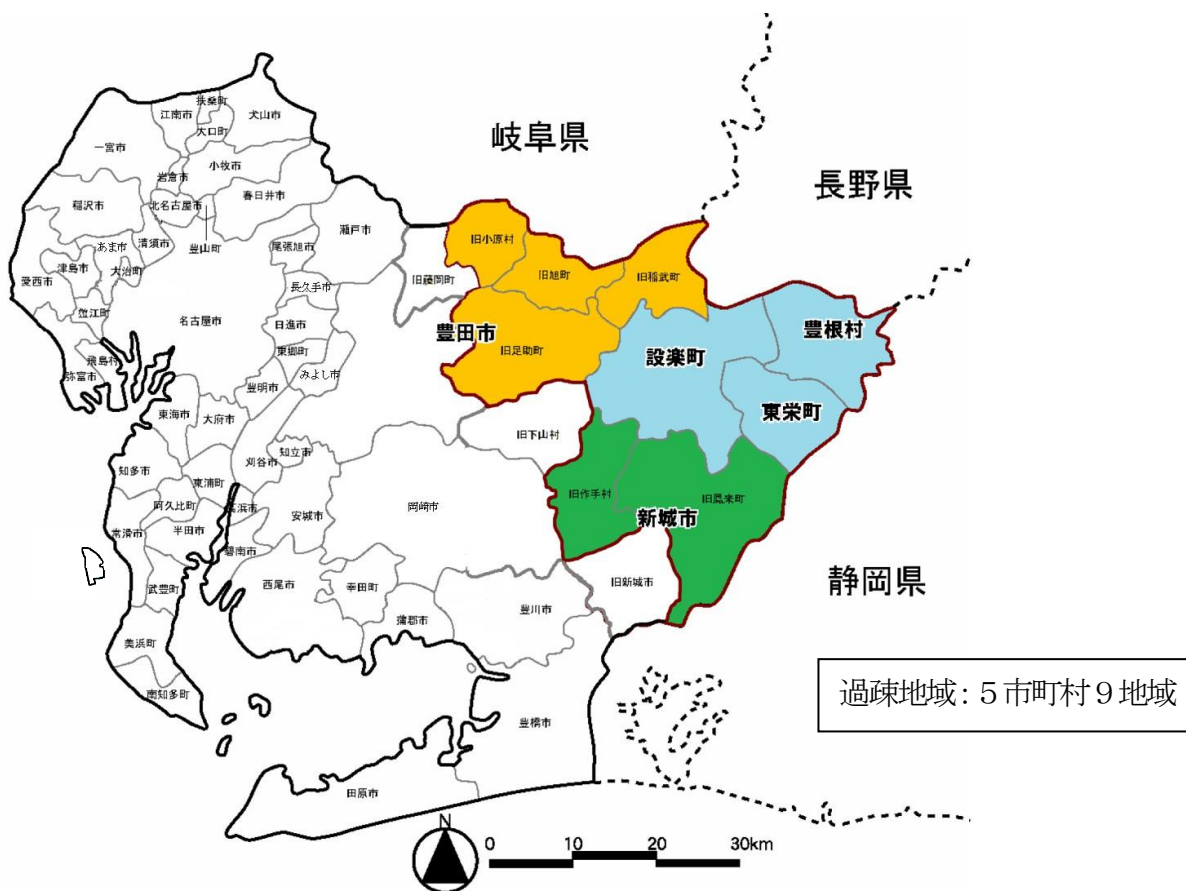 岐阜県
長野県
静岡県
扶桑町
江南市
犬山市
大口町
一宮市
小牧市
岩倉市
春日井市
稲沢市
北名古屋市
瀬戸市
旧小原村
あま市
清須市
豊山町
尾張旭市
旧旭町
旧稲武町
津島市
大治町
愛西市
旧藤岡町
長久手市
蟹江町
名古屋市
日進市
豊田市
豊根村
旧足助町
設楽町
飛島村
東郷町
弥富市
みよし市
豊明市
東海市
大府市
東栄町
旧下山村
知立市
刈谷市
知多市
東浦町
旧作手村
旧鳳来町
阿久比町
高浜市
安城市
岡崎市
新城市
常滑市
半田市
碧南市
武豊町
西尾市
幸田町
旧新城市
豊川市
蒲郡市
美浜町
南知多町
豊橋市
田原市
過疎地域：５市町村９地域
N
0 10 20 30km